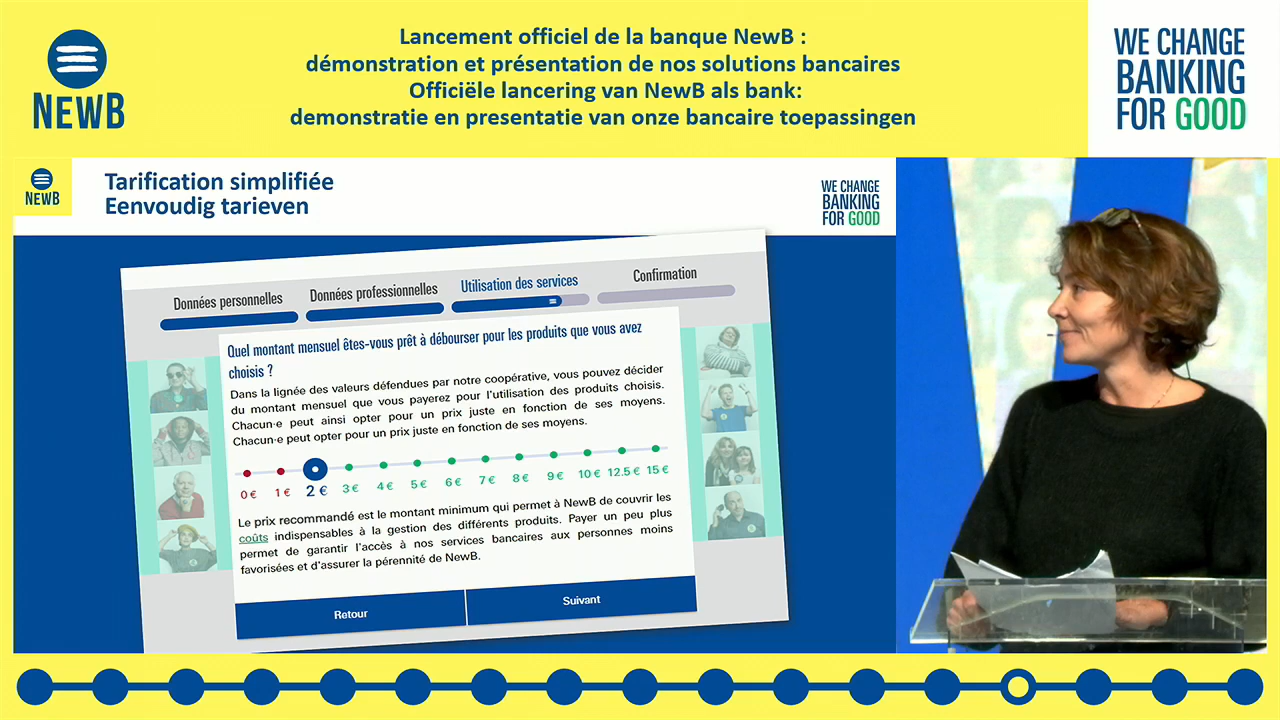 NEWB
Lancement officiel de la banque NewB :
démonstration et présentation de nos solutions bancaires
Officiële lancering van NewB als bank:
demonstratie en presentatie van onze bancaire toepassingen
WE CHANGE
BANKING
FOR GOOD
NEWB
Tarification simplifiée
Eenvoudig tarieven
WE CHANGE
BANKING
FOR GOOD
Données personnelles
Données professionnelles
Utilisation des services
Confirmation
Quel montant mensuel êtes-vous prêt à débourser pour les produits que vous avez
choisis ?
Dans la lignée des valeurs défendues par notre coopérative, vous pouvez décider
du montant mensuel que vous payerez pour l'utilisation des produits choisis.
Chacun·e peut ainsi opter pour un prix juste en fonction de ses moyens.
Chacun·e peut opter pour un prix juste en fonction de ses moyens.
0 € 1 € 2 € 3 € 4 € 5 € 6 € 7 € 8 € 9 € 10 € 12.5 € 15 €
Le prix recommandé est le montant minimum qui permet à NewB de couvrir les
coûts indispensables à la gestion des différents produits. Payer un peu plus
permet de garantir l'accès à nos services bancaires aux personnes moins
favorisées et d'assurer la pérennité de NewB.
Retour
Suivant